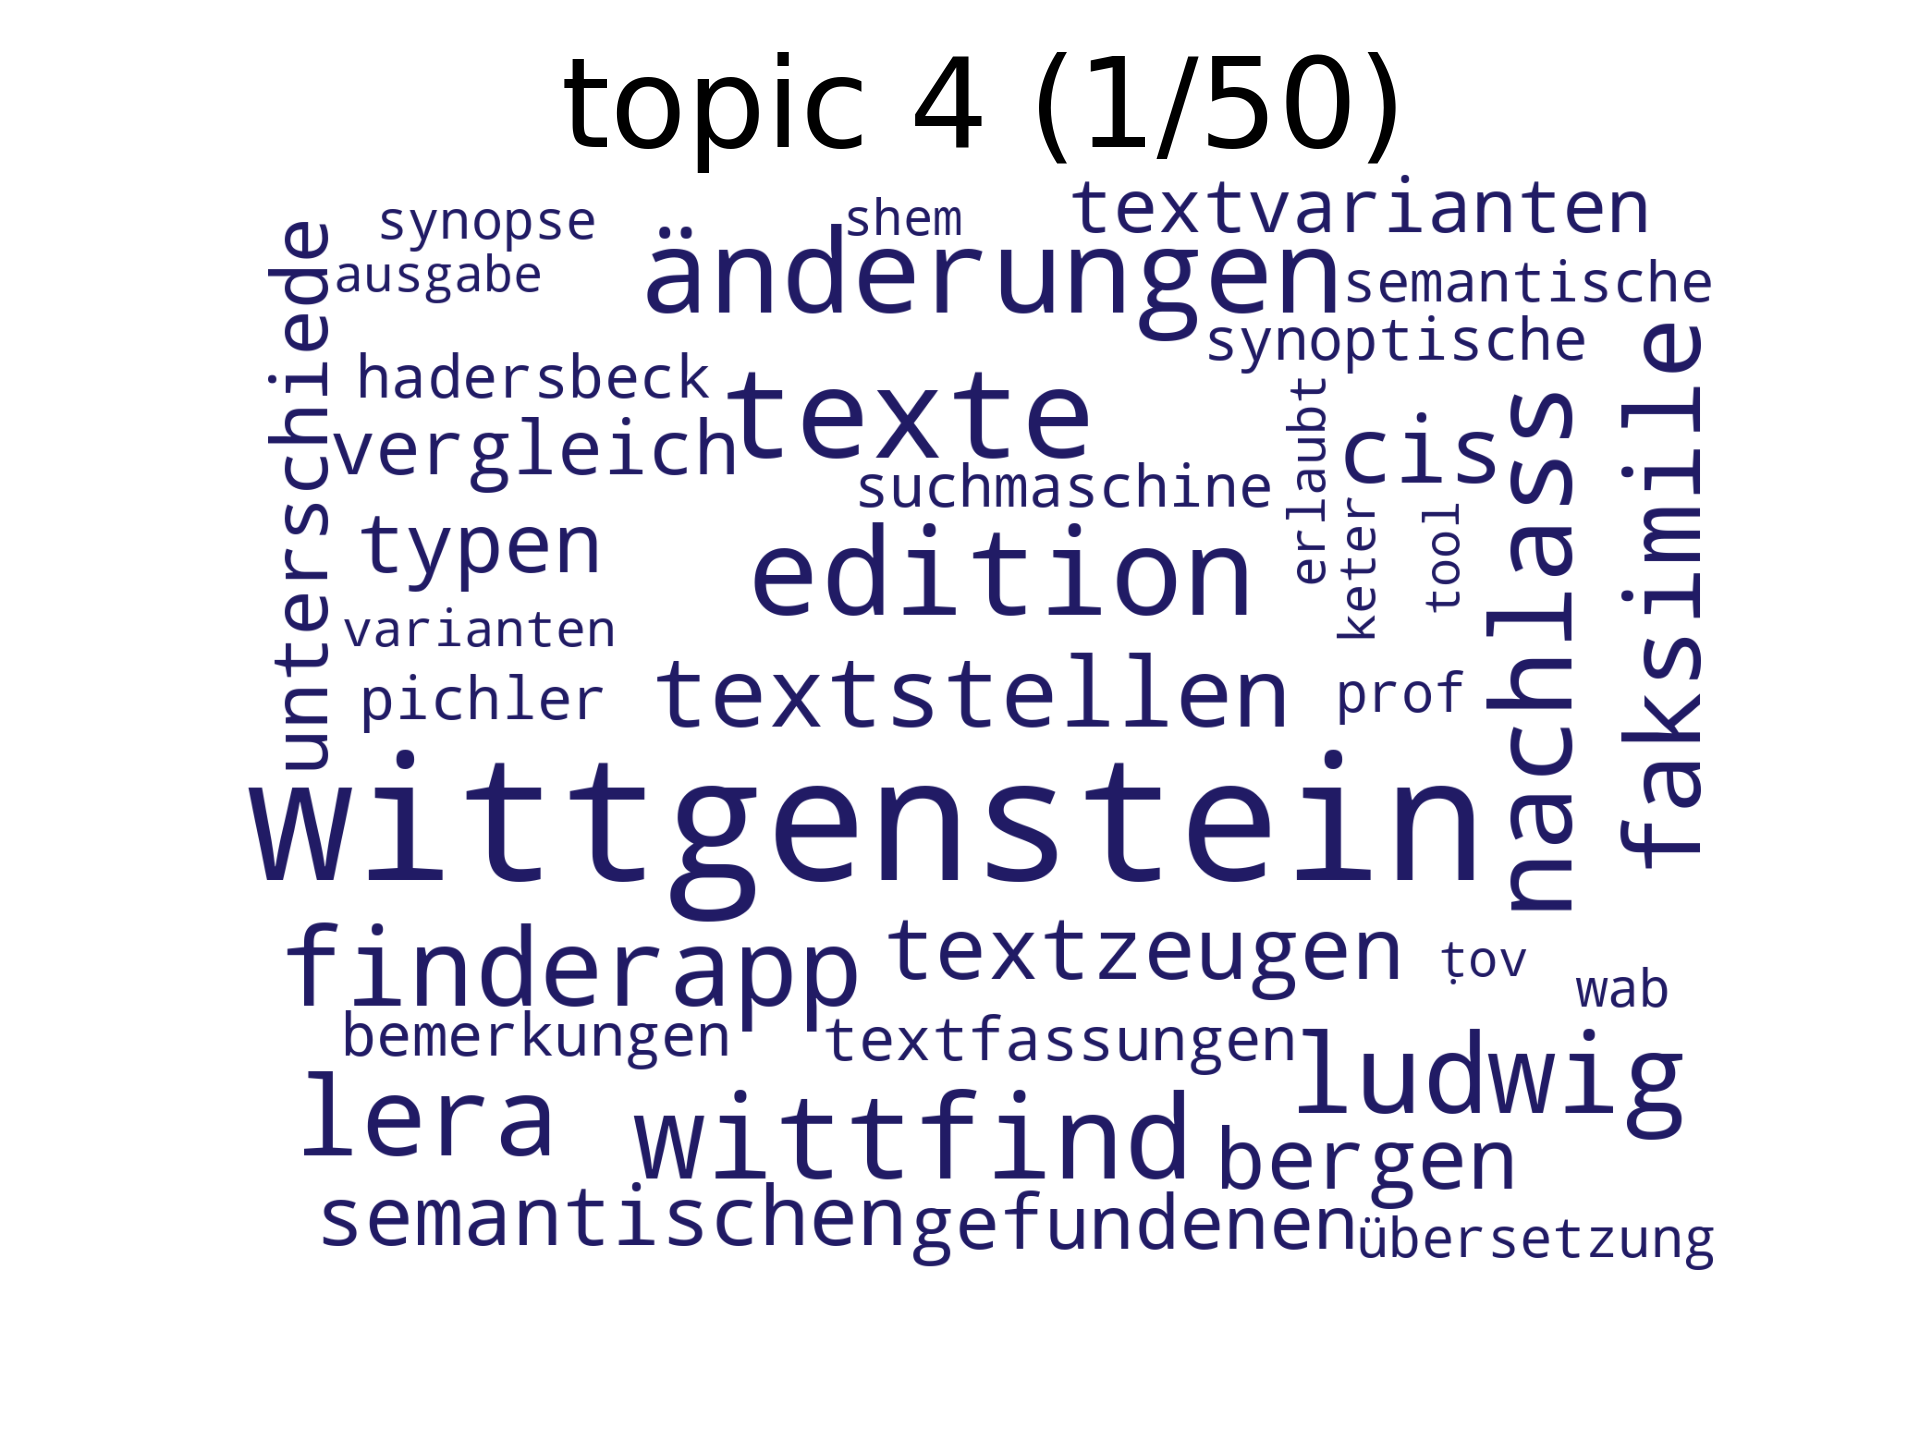 topic 4 (1/50)
synopse
shem
textvarianten
ausgabe
änderungen
semantische
unterschiede
synoptische
hadersbeck
texte
vergleich
cis
suchmaschine
erlaubt
keter
tool
nachlass
faksimile
typen
edition
varianten
pichler
textstellen
prof
wittgenstein
finderapp
textzeugen
ṭov
wab
bemerkungen
textfassungen
ludwig
lera
wittfind
bergen
semantischen
gefundenen
übersetzung